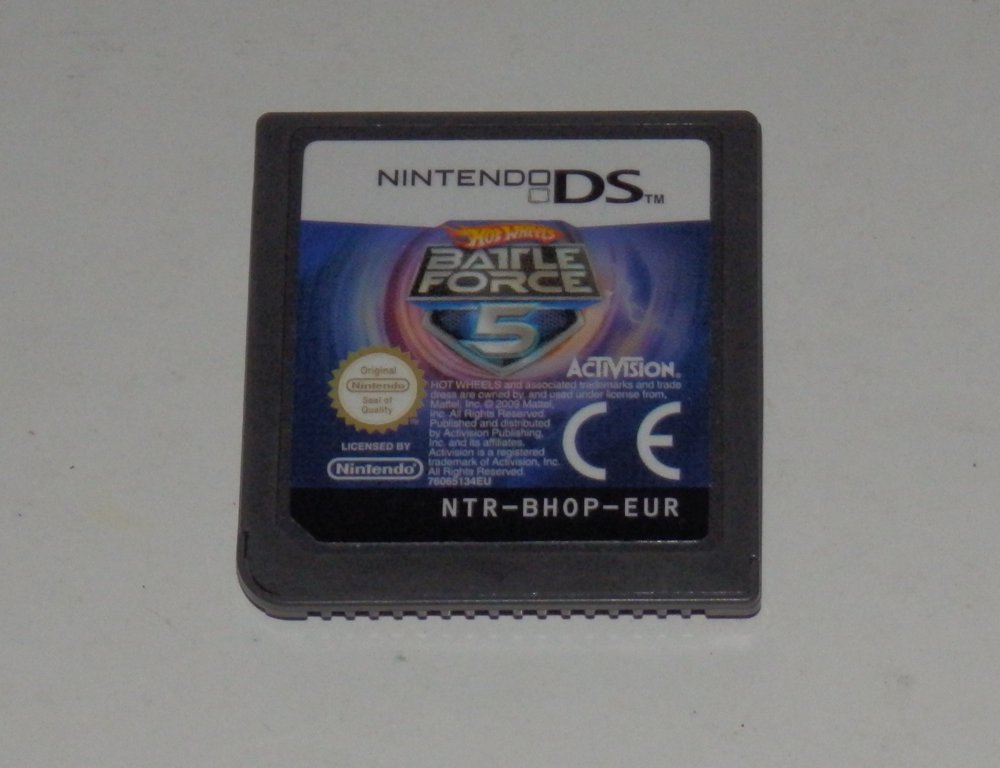 NINTENDO DS™
HOT WHEELS
BATTLE
FORCE
5
ACTIVISION®
Original
Nintendo
Seal of
Quality
LICENSED BY
Nintendo®
HOT WHEELS and associated trademarks and trade
dress are owned by, and used under license from,
Mattel, Inc. © 2009 Mattel,
Inc. All Rights Reserved.
Published and distributed
by Activision Publishing,
Inc. and its affiliates.
Activision is a registered
trademark of Activision, Inc.
All Rights Reserved.
76065134EU
CE
NTR-BHOP-EUR